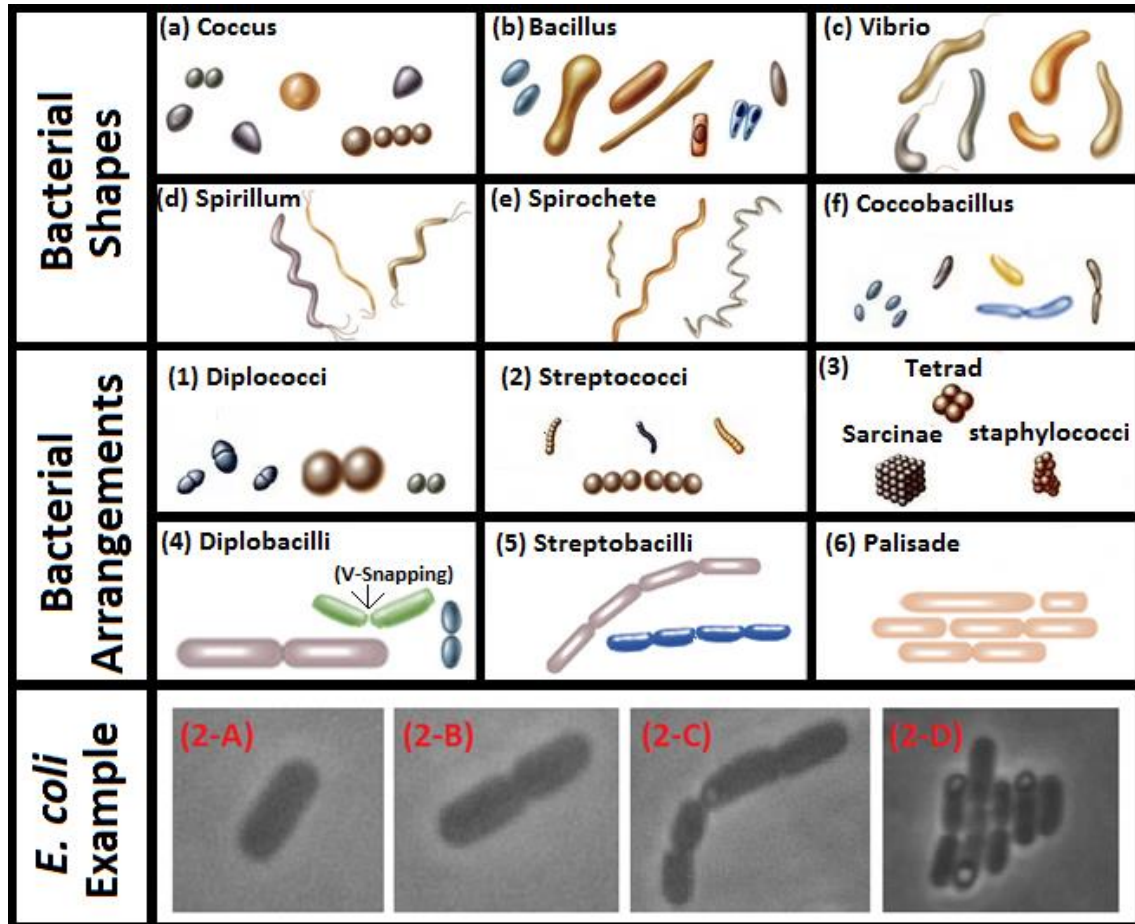 Bacterial
Shapes
(a) Coccus
(b) Bacillus
(c) Vibrio
(d) Spirillum
(e) Spirochete
(f) Coccobacillus
Bacterial
Arrangements
(1) Diplococci
(2) Streptococci
(3)
Tetrad
Sarcinae
staphylococci
(4) Diplobacilli
(V-Snapping)
(5) Streptobacilli
(6) Palisade
E. coli
Example
(2-A)
(2-B)
(2-C)
(2-D)